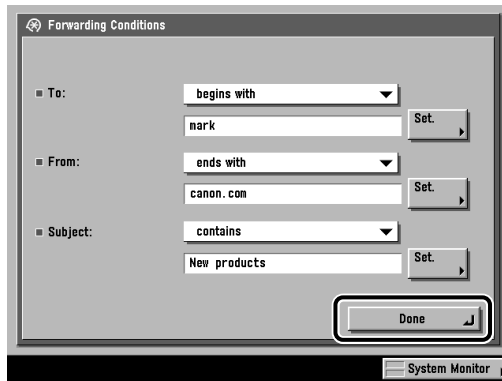 Forwarding Conditions
To:
begins with
mark
Set.
From:
ends with
canon.com
Set.
Subject:
contains
New products
Set.
Done
System Monitor